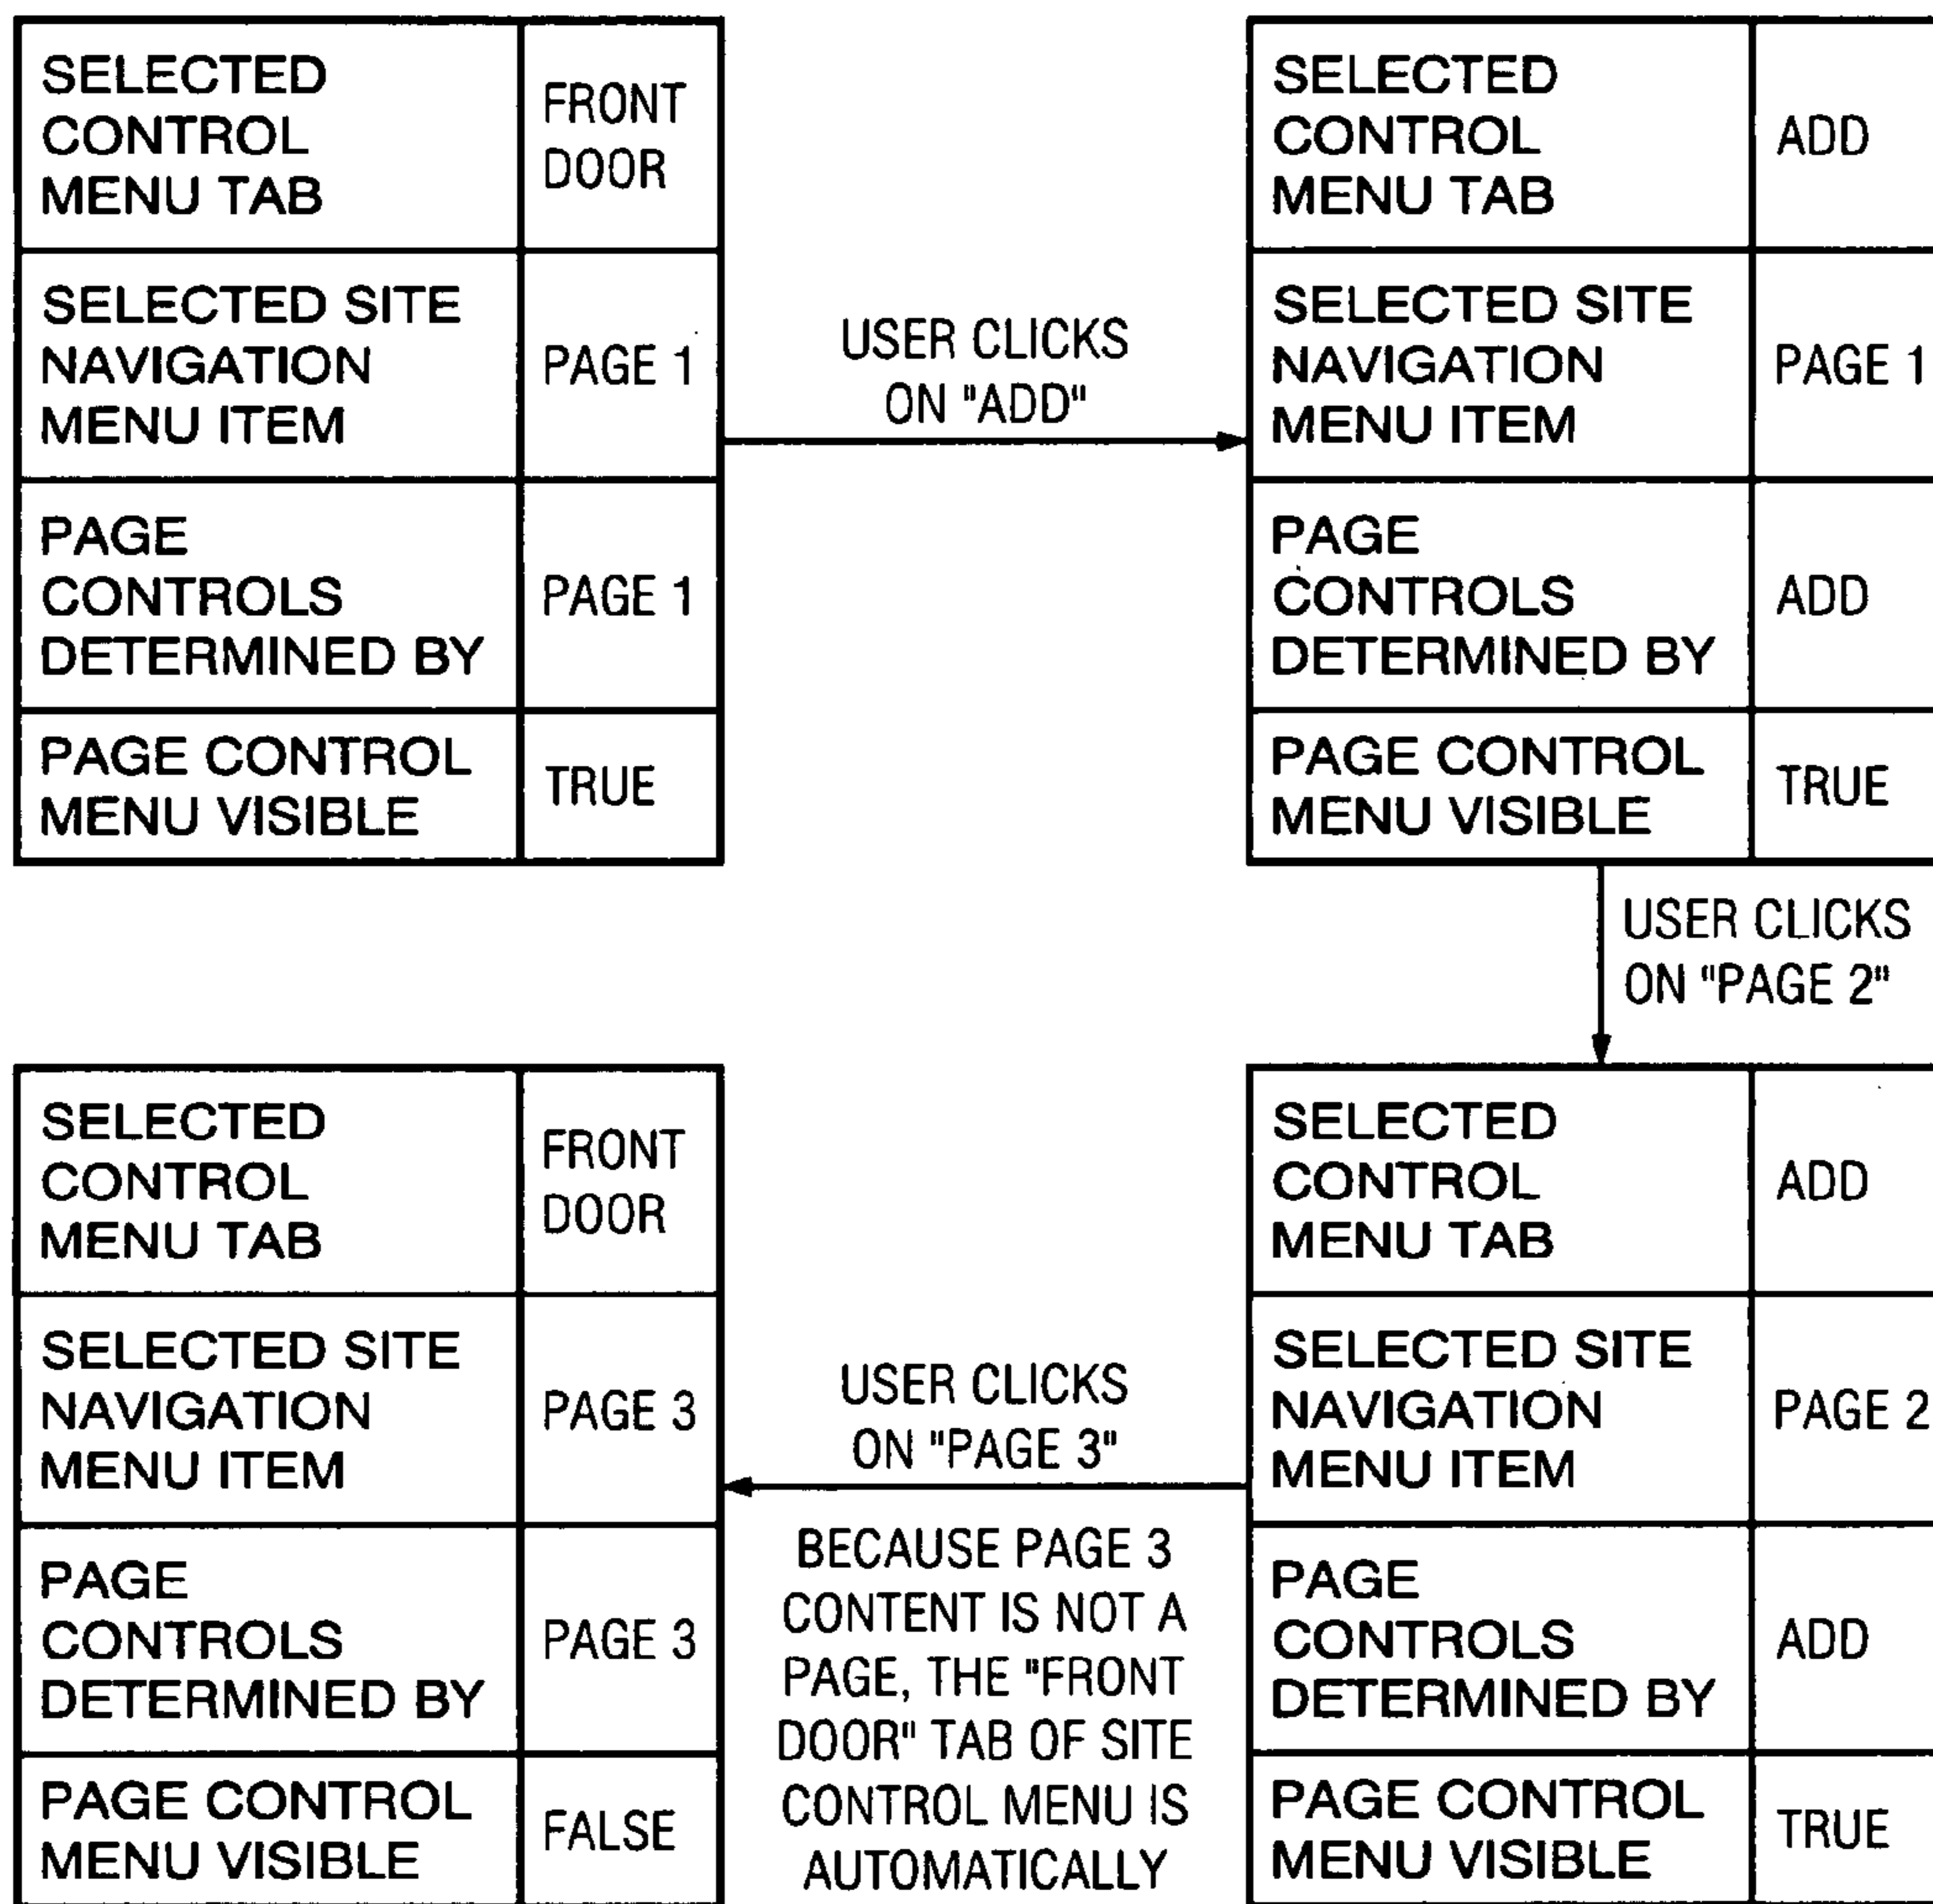 SELECTED
CONTROL
MENU TAB
FRONT
DOOR
SELECTED SITE
NAVIGATION
MENU ITEM
PAGE 1
PAGE
CONTROLS
DETERMINED BY
PAGE 1
PAGE CONTROL
MENU VISIBLE
TRUE
USER CLICKS
ON "ADD"
SELECTED
CONTROL
MENU TAB
ADD
SELECTED SITE
NAVIGATION
MENU ITEM
PAGE 1
PAGE
CONTROLS
DETERMINED BY
ADD
PAGE CONTROL
MENU VISIBLE
TRUE
USER CLICKS
ON "PAGE 2"
SELECTED
CONTROL
MENU TAB
ADD
SELECTED SITE
NAVIGATION
MENU ITEM
PAGE 2
PAGE
CONTROLS
DETERMINED BY
ADD
PAGE CONTROL
MENU VISIBLE
TRUE
USER CLICKS
ON "PAGE 3"
BECAUSE PAGE 3
CONTENT IS NOT A
PAGE, THE "FRONT
DOOR" TAB OF SITE
CONTROL MENU IS
AUTOMATICALLY
SELECTED
CONTROL
MENU TAB
FRONT
DOOR
SELECTED SITE
NAVIGATION
MENU ITEM
PAGE 3
PAGE
CONTROLS
DETERMINED BY
PAGE 3
PAGE CONTROL
MENU VISIBLE
FALSE